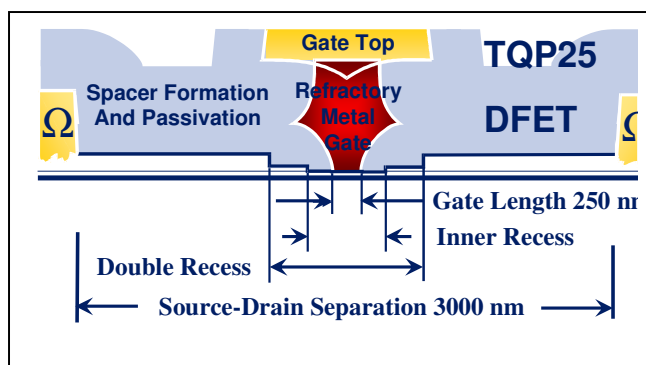 Gate Top
TQP25
Spacer Formation
And Passivation
Refractory
Metal
Gate
DFET
Ω
Ω
Gate Length 250 nm
Inner Recess
Double Recess
Source-Drain Separation 3000 nm